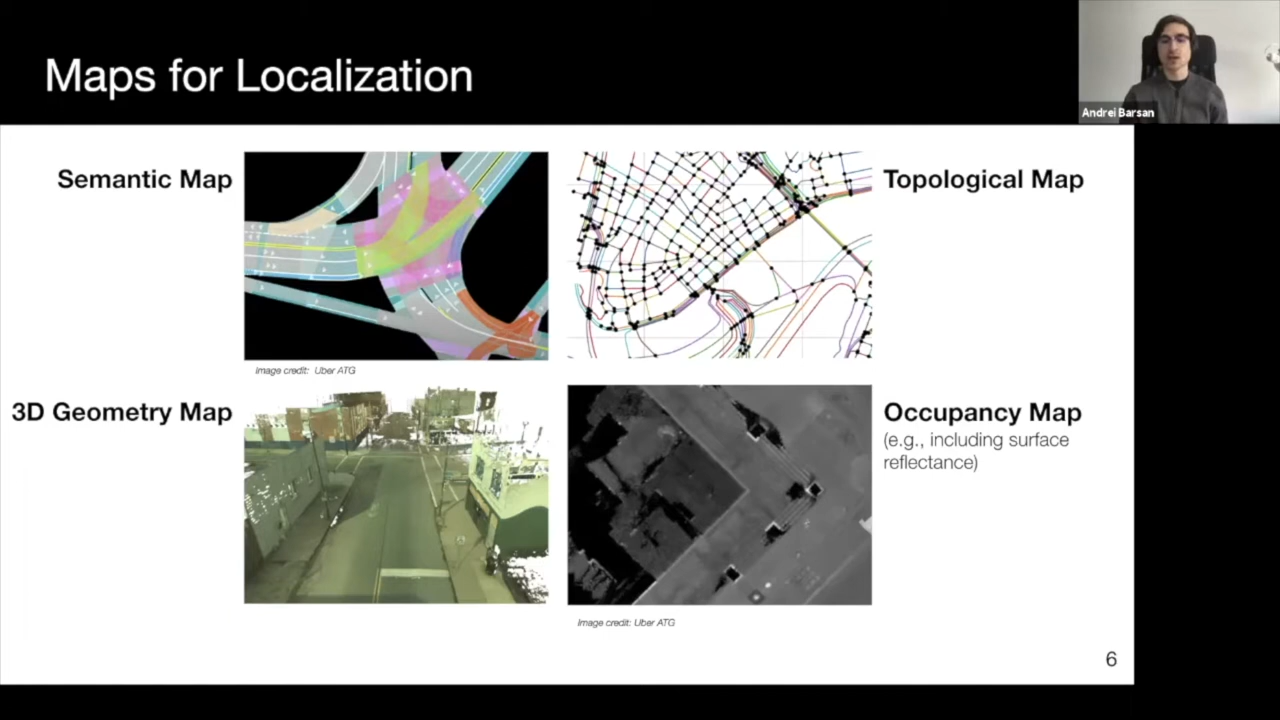 Maps for Localization
Andrei Barsan
Semantic Map
Topological Map
Image credit: Uber ATG
3D Geometry Map
Occupancy Map
(e.g., including surface
reflectance)
Image credit: Uber ATG
6